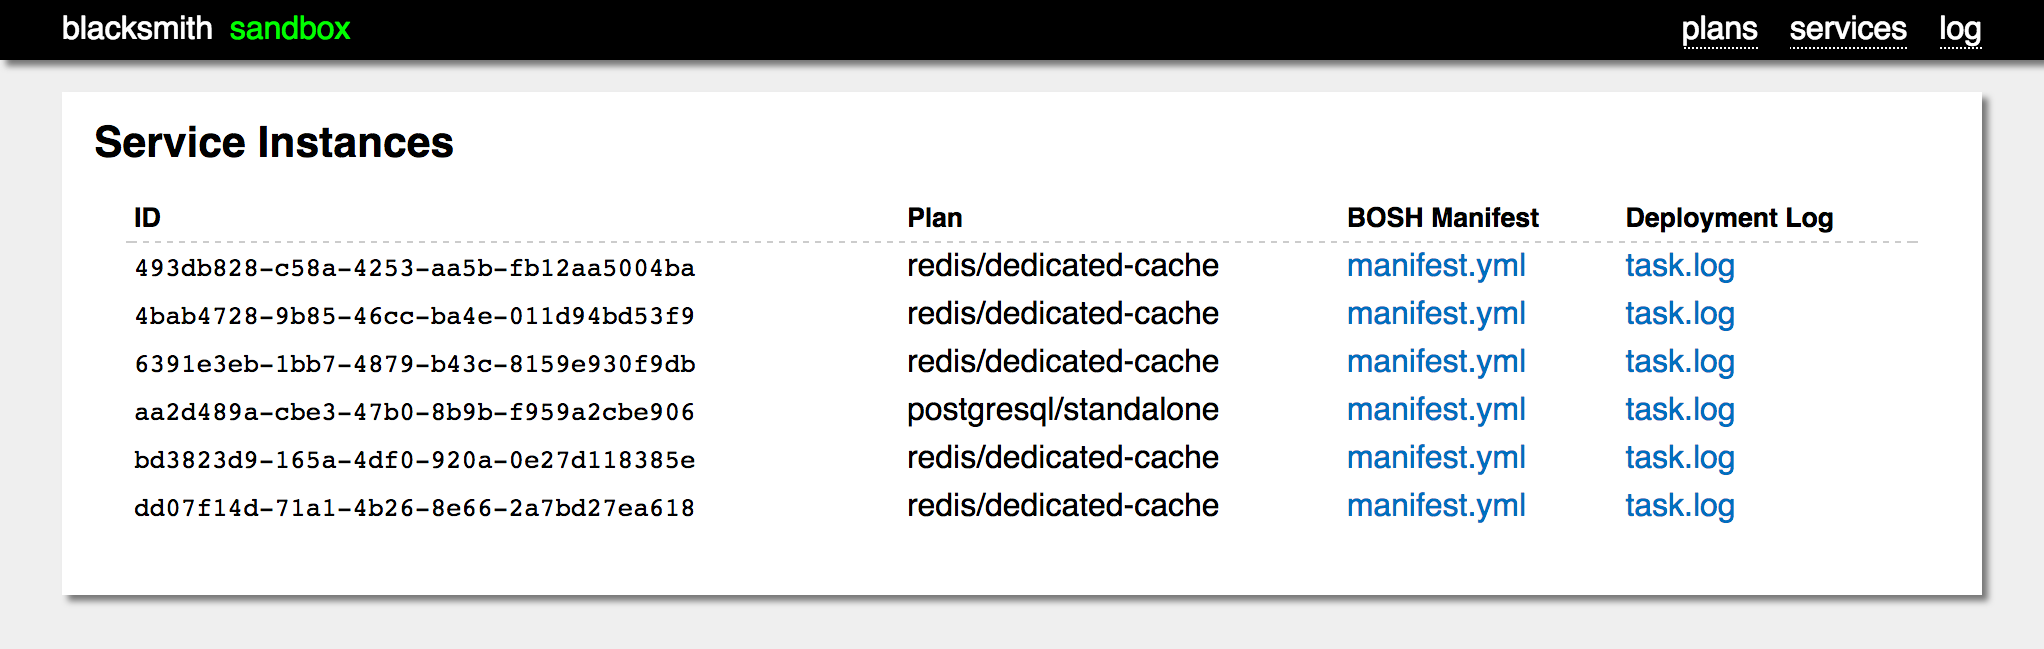 blacksmith sandbox plans services log
Service Instances
ID Plan BOSH Manifest Deployment Log
493db828-c58a-4253-aa5b-fb12aa5004ba redis/dedicated-cache manifest.yml task.log
4bab4728-9b85-46cc-ba4e-011d94bd53f9 redis/dedicated-cache manifest.yml task.log
6391e3eb-1bb7-4879-b43c-8159e930f9db redis/dedicated-cache manifest.yml task.log
aa2d489a-cbe3-47b0-8b9b-f959a2cbe906 postgresql/standalone manifest.yml task.log
bd3823d9-165a-4df0-920a-0e27d118385e redis/dedicated-cache manifest.yml task.log
dd07f14d-71a1-4b26-8e66-2a7bd27ea618 redis/dedicated-cache manifest.yml task.log